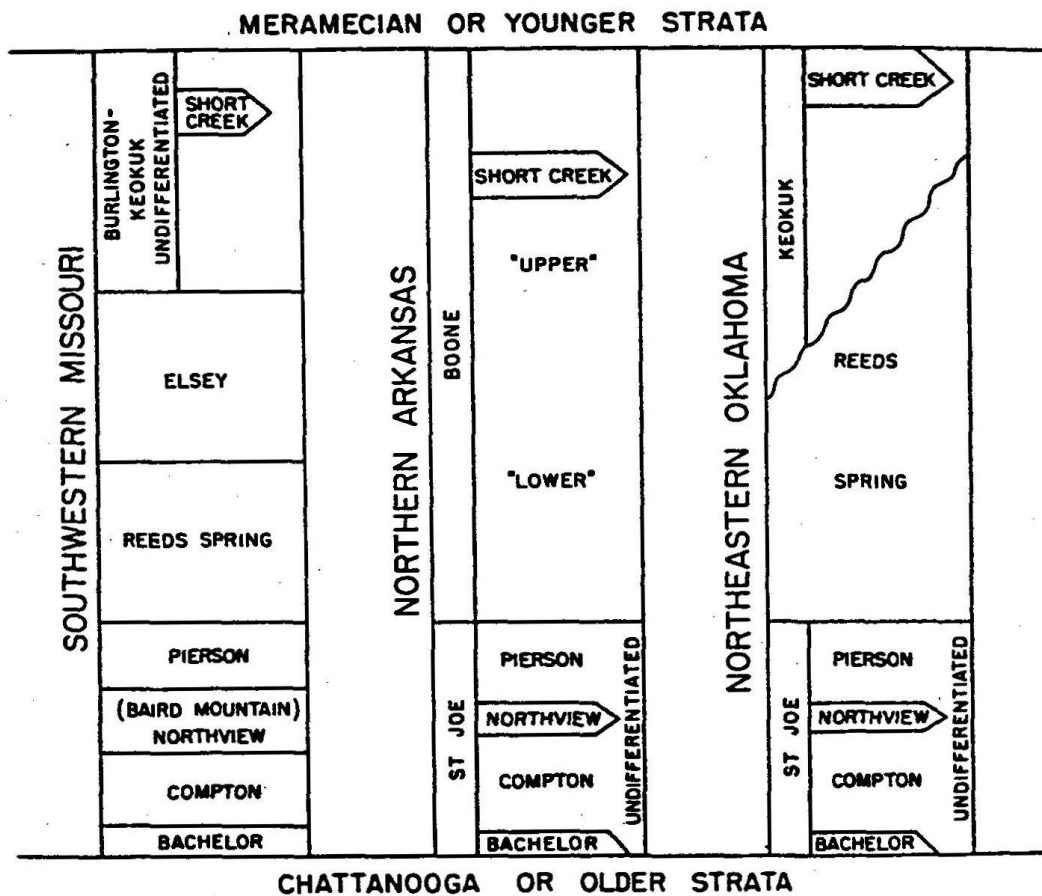 MERAMECIAN OR YOUNGER STRATA
SOUTHWESTERN MISSOURI
BURLINGTON-
KEOKUK
UNDIFFERENTIATED
SHORT
CREEK
ELSEY
REEDS SPRING
PIERSON
(BAIRD MOUNTAIN)
NORTHVIEW
COMPTON
BACHELOR
NORTHERN ARKANSAS
BOONE
SHORT CREEK
"UPPER"
"LOWER"
ST JOE
PIERSON
NORTHVIEW
COMPTON
BACHELOR
UNDIFFERENTIATED
NORTHEASTERN OKLAHOMA
KEOKUK
SHORT CREEK
REEDS
SPRING
ST JOE
PIERSON
NORTHVIEW
COMPTON
BACHELOR
UNDIFFERENTIATED
CHATTANOOGA OR OLDER STRATA